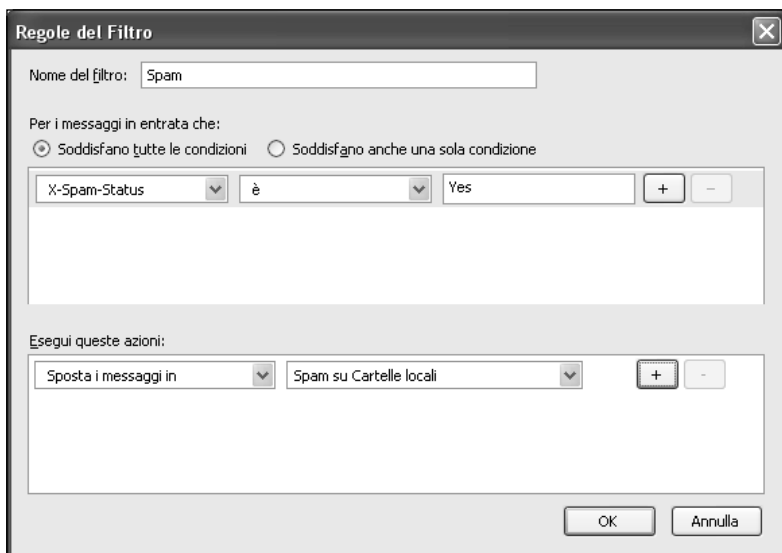 Regole del Filtro
Nome del filtro: Spam
Per i messaggi in entrata che:
Soddisfano tutte le condizioni Soddisfano anche una sola condizione
X-Spam-Status è Yes + –
Esegui queste azioni:
Sposta i messaggi in Spam su Cartelle locali + -
OK Annulla